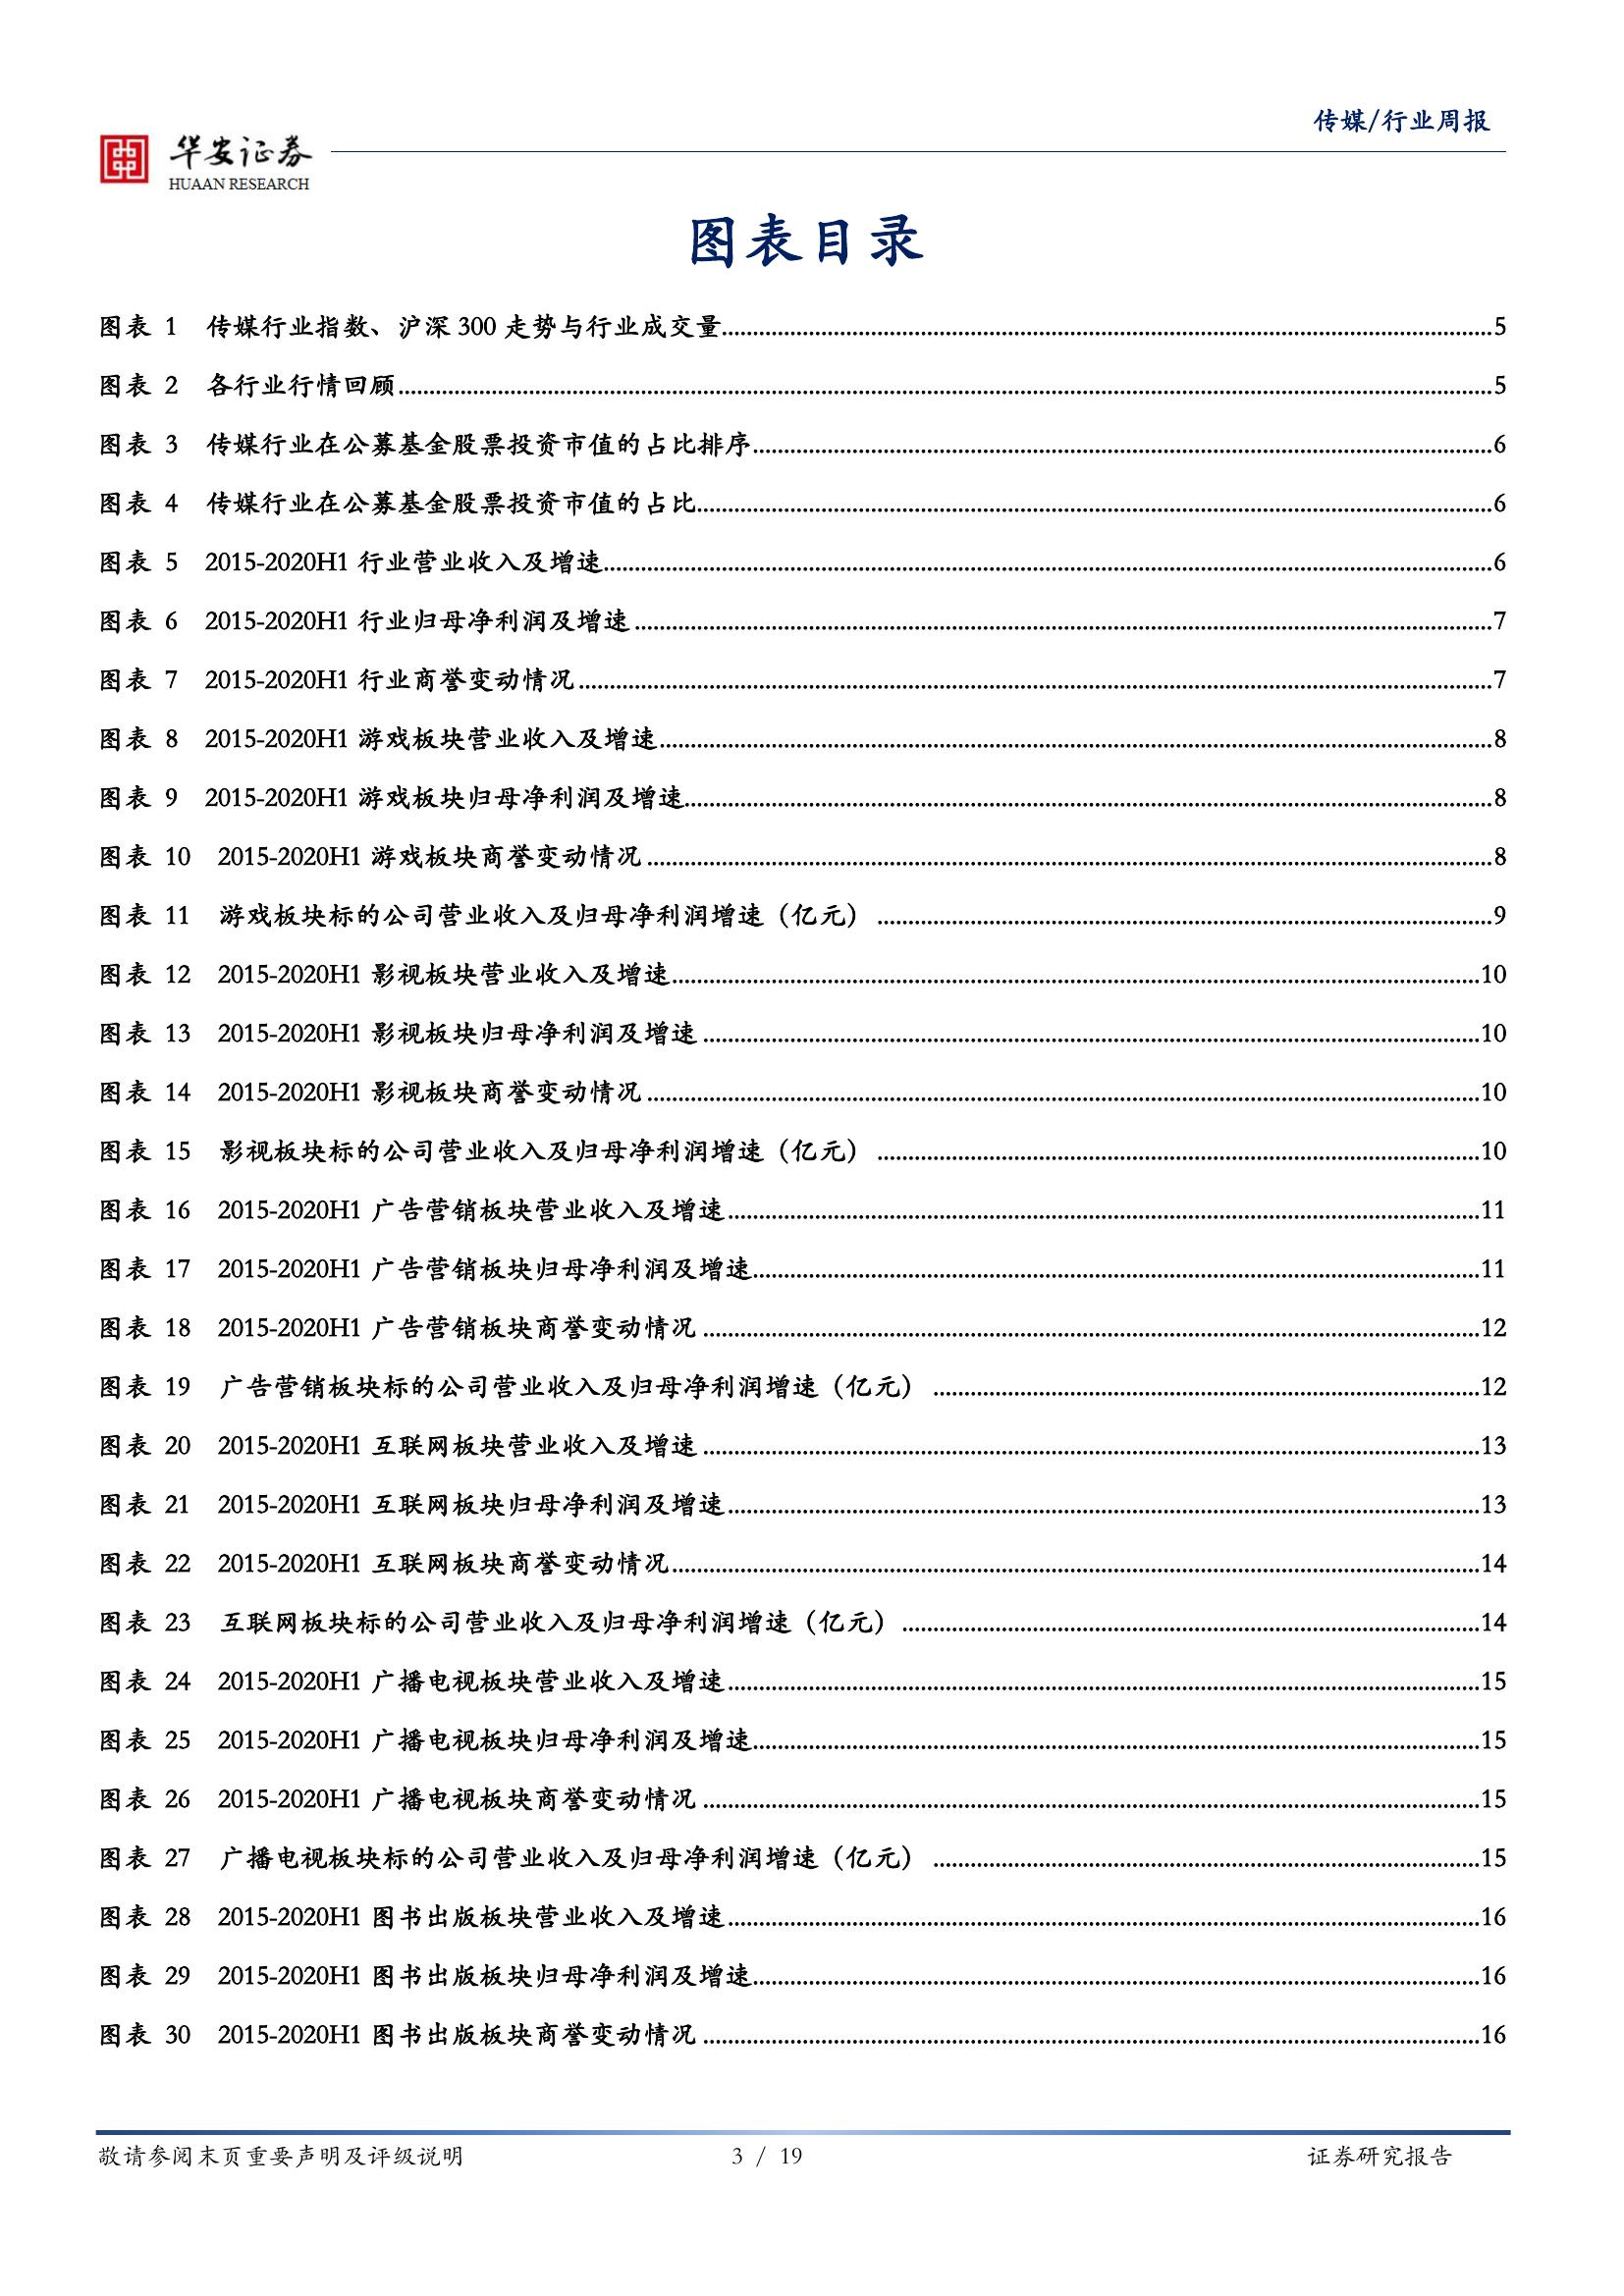 传媒/行业周报
华安证券
HUAAN RESEARCH
图表目录
图表 1 传媒行业指数、沪深 300 走势与行业成交量 5
图表 2 各行业行情回顾 5
图表 3 传媒行业在公募基金股票投资市值的占比排序 6
图表 4 传媒行业在公募基金股票投资市值的占比 6
图表 5 2015-2020H1 行业营业收入及增速 6
图表 6 2015-2020H1 行业归母净利润及增速 7
图表 7 2015-2020H1 行业商誉变动情况 7
图表 8 2015-2020H1 游戏板块营业收入及增速 8
图表 9 2015-2020H1 游戏板块归母净利润及增速 8
图表 10 2015-2020H1 游戏板块商誉变动情况 8
图表 11 游戏板块标的公司营业收入及归母净利润增速（亿元） 9
图表 12 2015-2020H1 影视板块营业收入及增速 10
图表 13 2015-2020H1 影视板块归母净利润及增速 10
图表 14 2015-2020H1 影视板块商誉变动情况 10
图表 15 影视板块标的公司营业收入及归母净利润增速（亿元） 10
图表 16 2015-2020H1 广告营销板块营业收入及增速 11
图表 17 2015-2020H1 广告营销板块归母净利润及增速 11
图表 18 2015-2020H1 广告营销板块商誉变动情况 12
图表 19 广告营销板块标的公司营业收入及归母净利润增速（亿元） 12
图表 20 2015-2020H1 互联网板块营业收入及增速 13
图表 21 2015-2020H1 互联网板块归母净利润及增速 13
图表 22 2015-2020H1 互联网板块商誉变动情况 14
图表 23 互联网板块标的公司营业收入及归母净利润增速（亿元） 14
图表 24 2015-2020H1 广播电视板块营业收入及增速 15
图表 25 2015-2020H1 广播电视板块归母净利润及增速 15
图表 26 2015-2020H1 广播电视板块商誉变动情况 15
图表 27 广播电视板块标的公司营业收入及归母净利润增速（亿元） 15
图表 28 2015-2020H1 图书出版板块营业收入及增速 16
图表 29 2015-2020H1 图书出版板块归母净利润及增速 16
图表 30 2015-2020H1 图书出版板块商誉变动情况 16
敬请参阅末页重要声明及评级说明 3 / 19 证券研究报告